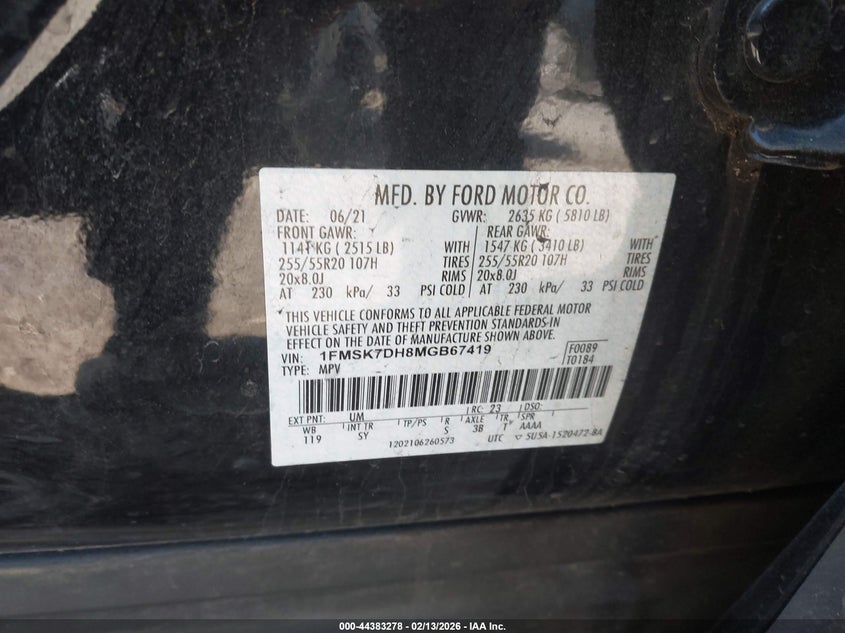 MFD. BY FORD MOTOR CO.
DATE: 06/21 GVWR: 2635 KG ( 5810 LB)
FRONT GAWR: REAR GAWR:
1141 KG ( 2515 LB) WITH 1547 KG ( 3410 LB) WITH
255/55R20 107H TIRES 255/55R20 107H TIRES
20x8.0J RIMS 20x8.0J RIMS
AT 230 kPa/ 33 PSI COLD AT 230 kPa/ 33 PSI COLD
THIS VEHICLE CONFORMS TO ALL APPLICABLE FEDERAL MOTOR
VEHICLE SAFETY AND THEFT PREVENTION STANDARDS IN
EFFECT ON THE DATE OF MANUFACTURE SHOWN ABOVE.
VIN: 1FMSK7DH8MGB67419 F0089
TYPE: MPV T0184
EXT PNT: UM RC: 23 DSO:
WB INT TR TP/PS R AXLE TR SPR
119 SY S 3B AAAA
1202106260573 UTC 5U5A-1520472-BA
000-44383278 - 02/13/2026 - IAA Inc.